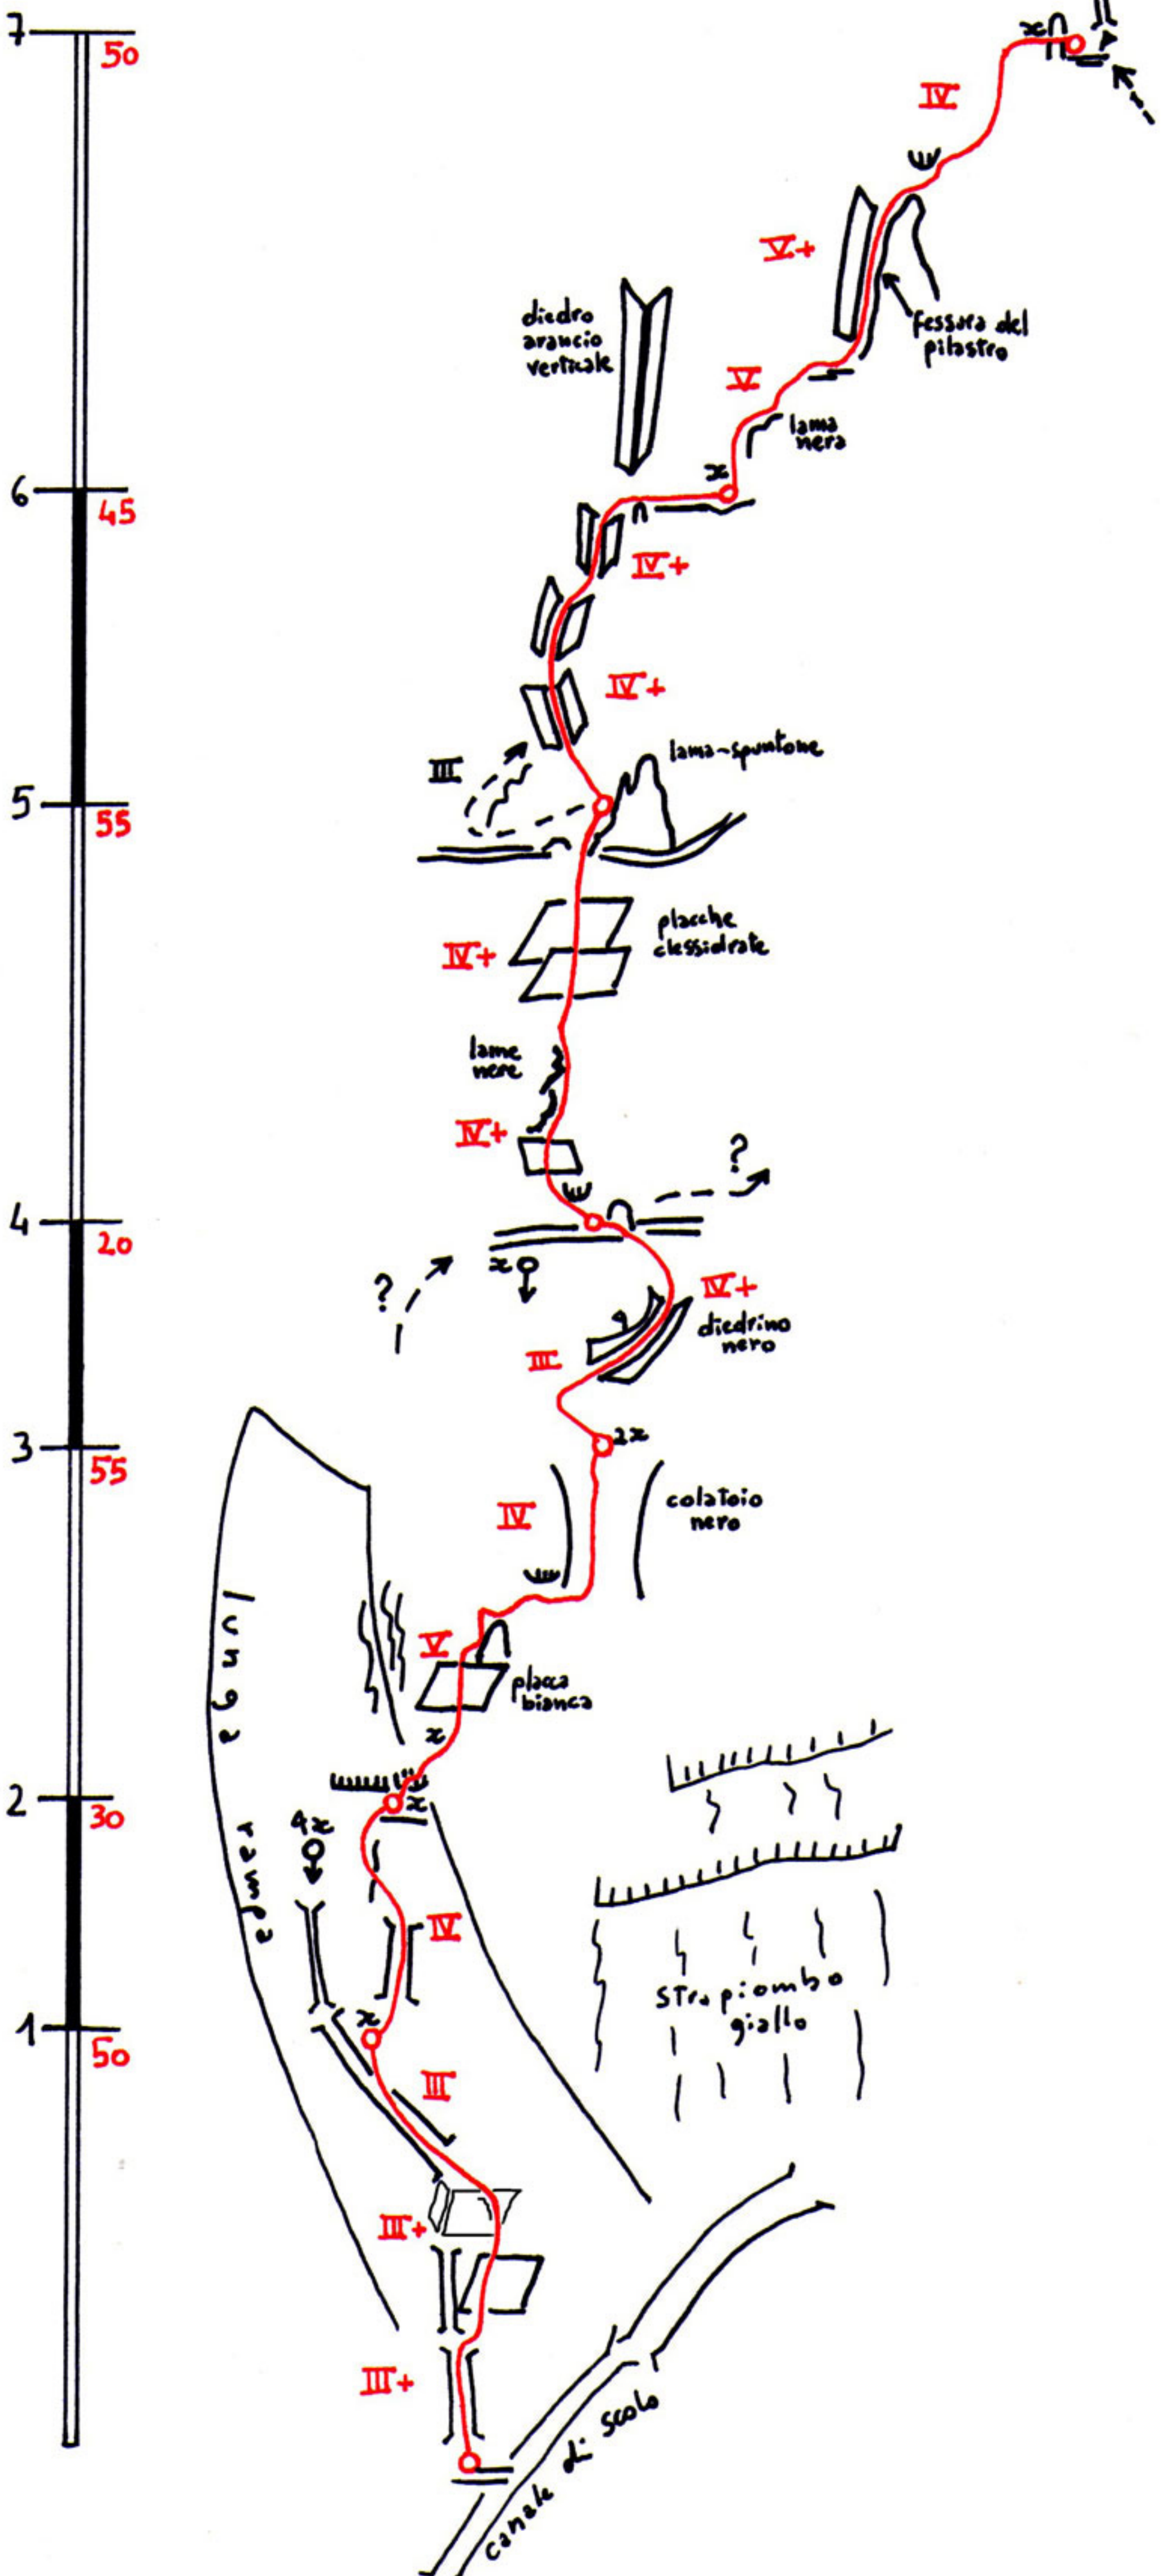 7
50
x
IV
V+
fessura del
pilastro
diedro
arancio
verticale
V
lama
nera
x
6
45
IV+
IV+
lama-spuntone
III
5
55
placche
clessidrate
IV+
lame
nere
IV+
?
4
20
x
?
IV+
diedrino
nero
III
2x
3
55
IV
colatoio
nero
lunga rampa
V
placca
bianca
x
2
30
x
4x
IV
strapiombo
giallo
x
1
50
III
III+
III+
canale di scolo